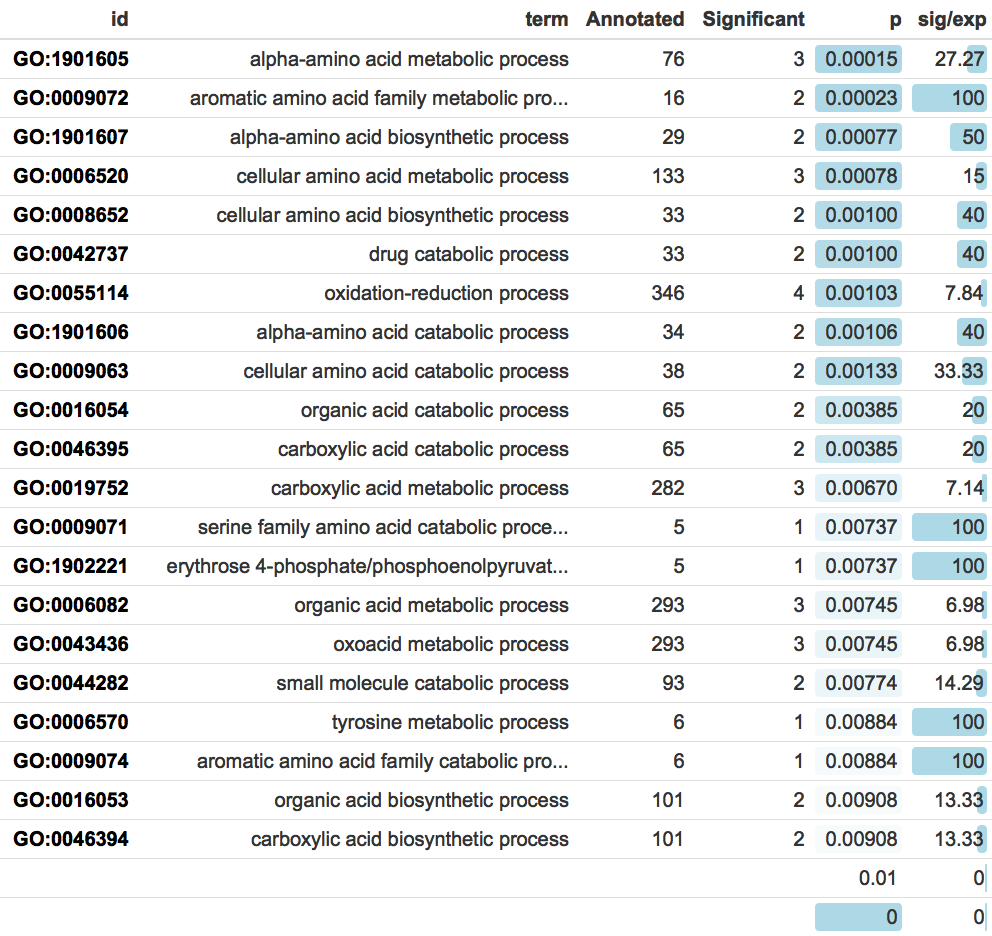 id term Annotated Significant p sig/exp
GO:1901605 alpha-amino acid metabolic process 76 3 0.00015 27.27
GO:0009072 aromatic amino acid family metabolic pro... 16 2 0.00023 100
GO:1901607 alpha-amino acid biosynthetic process 29 2 0.00077 50
GO:0006520 cellular amino acid metabolic process 133 3 0.00078 15
GO:0008652 cellular amino acid biosynthetic process 33 2 0.00100 40
GO:0042737 drug catabolic process 33 2 0.00100 40
GO:0055114 oxidation-reduction process 346 4 0.00103 7.84
GO:1901606 alpha-amino acid catabolic process 34 2 0.00106 40
GO:0009063 cellular amino acid catabolic process 38 2 0.00133 33.33
GO:0016054 organic acid catabolic process 65 2 0.00385 20
GO:0046395 carboxylic acid catabolic process 65 2 0.00385 20
GO:0019752 carboxylic acid metabolic process 282 3 0.00670 7.14
GO:0009071 serine family amino acid catabolic proce... 5 1 0.00737 100
GO:1902221 erythrose 4-phosphate/phosphoenolpyruvat... 5 1 0.00737 100
GO:0006082 organic acid metabolic process 293 3 0.00745 6.98
GO:0043436 oxoacid metabolic process 293 3 0.00745 6.98
GO:0044282 small molecule catabolic process 93 2 0.00774 14.29
GO:0006570 tyrosine metabolic process 6 1 0.00884 100
GO:0009074 aromatic amino acid family catabolic pro... 6 1 0.00884 100
GO:0016053 organic acid biosynthetic process 101 2 0.00908 13.33
GO:0046394 carboxylic acid biosynthetic process 101 2 0.00908 13.33
0.01 0
0 0